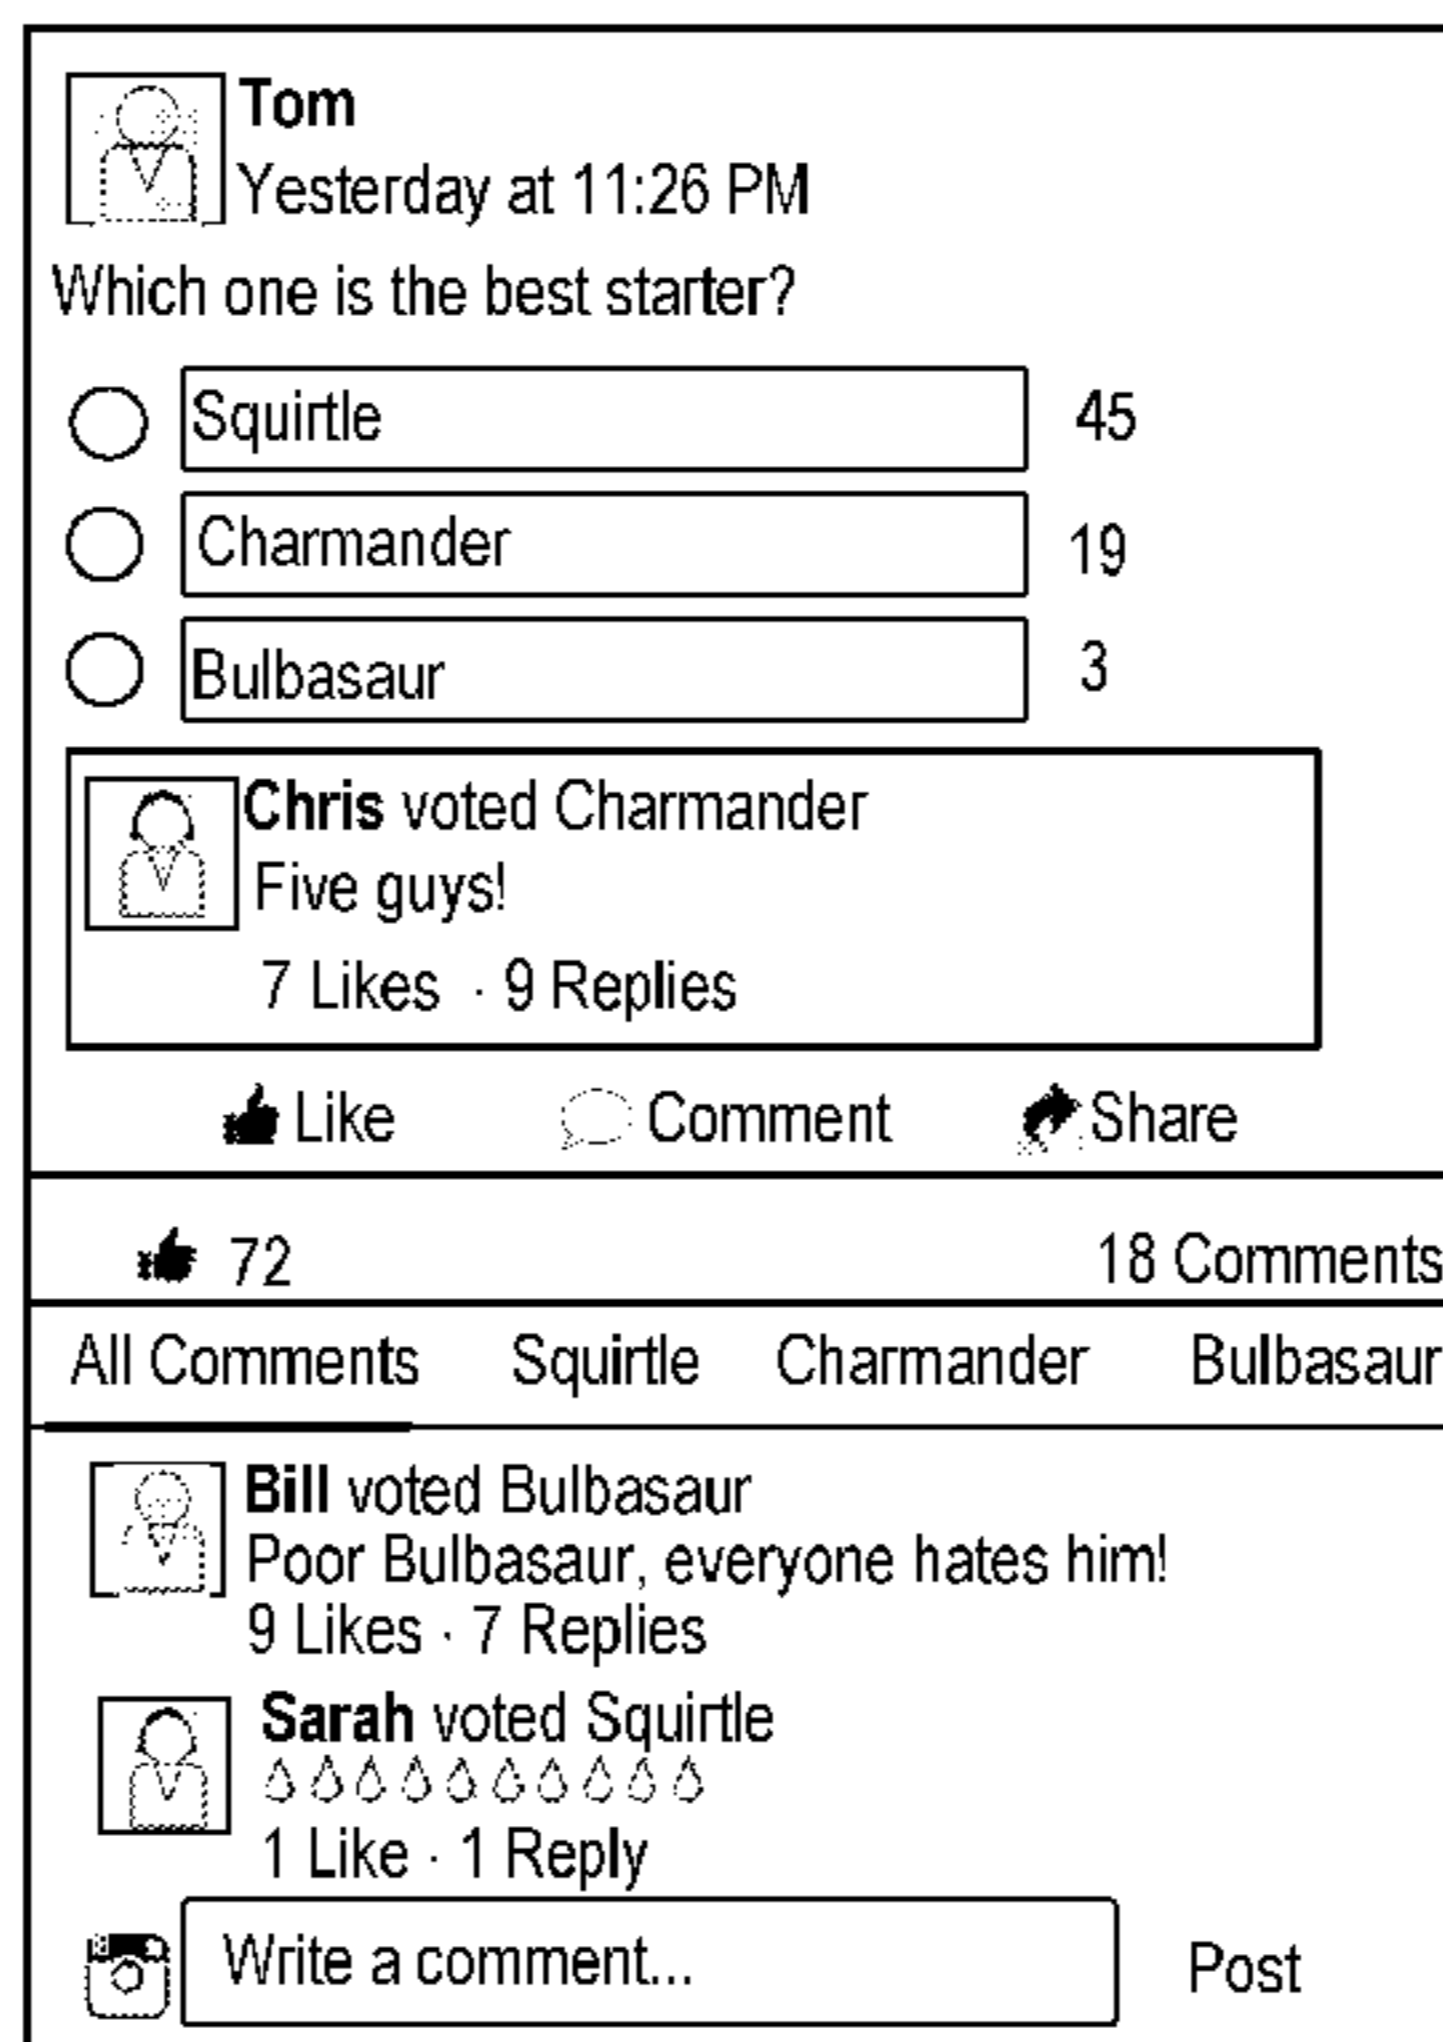 Tom
Yesterday at 11:26 PM
Which one is the best starter?
Squirtle 45
Charmander 19
Bulbasaur 3
Chris voted Charmander
Five guys!
7 Likes · 9 Replies
Like Comment Share
72 18 Comments
All Comments Squirtle Charmander Bulbasaur
Bill voted Bulbasaur
Poor Bulbasaur, everyone hates him!
9 Likes · 7 Replies
Sarah voted Squirtle
1 Like · 1 Reply
Write a comment... Post